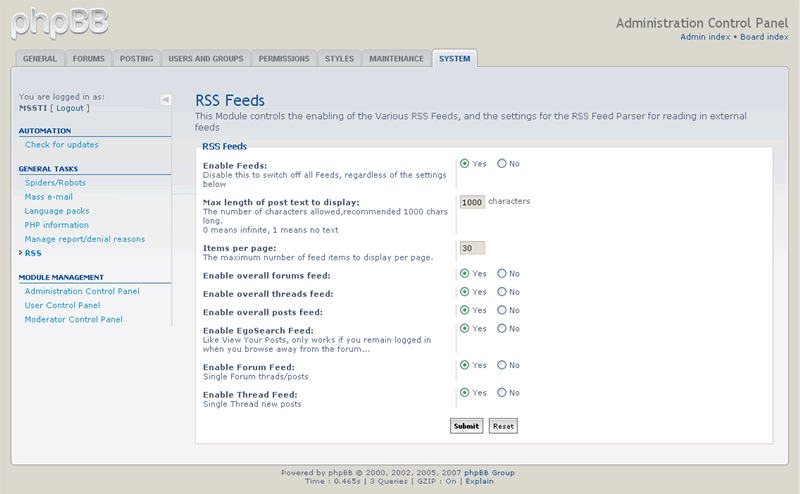 phpBB
Administration Control Panel
Admin index • Board index
GENERAL
FORUMS
POSTING
USERS AND GROUPS
PERMISSIONS
STYLES
MAINTENANCE
SYSTEM
You are logged in as:
MSSTI [ Logout ]
AUTOMATION
Check for updates
GENERAL TASKS
Spiders/Robots
Mass e-mail
Language packs
PHP information
Manage report/denial reasons
RSS
MODULE MANAGEMENT
Administration Control Panel
User Control Panel
Moderator Control Panel
RSS Feeds
This Module controls the enabling of the Various RSS Feeds, and the settings for the RSS Feed Parser for reading in external
feeds
RSS Feeds
Enable Feeds:
Yes No
Disable this to switch off all Feeds, regardless of the settings
below
Max length of post text to display:
1000 characters
The number of characters allowed,recommended 1000 chars
long.
0 means infinite, 1 means no text
Items per page:
30
The maximum number of feed items to display per page.
Enable overall forums feed:
Yes No
Enable overall threads feed:
Yes No
Enable overall posts feed:
Yes No
Enable EgoSearch Feed:
Yes No
Like View Your Posts, only works if you remain logged in
when you browse away from the forum...
Enable Forum Feed:
Yes No
Single Forum thrads/posts
Enable Thread Feed:
Yes No
Single Thread new posts
Submit Reset
Powered by phpBB © 2000, 2002, 2005, 2007 phpBB Group
Time : 0.465s | 3 Queries | GZIP : On | Explain